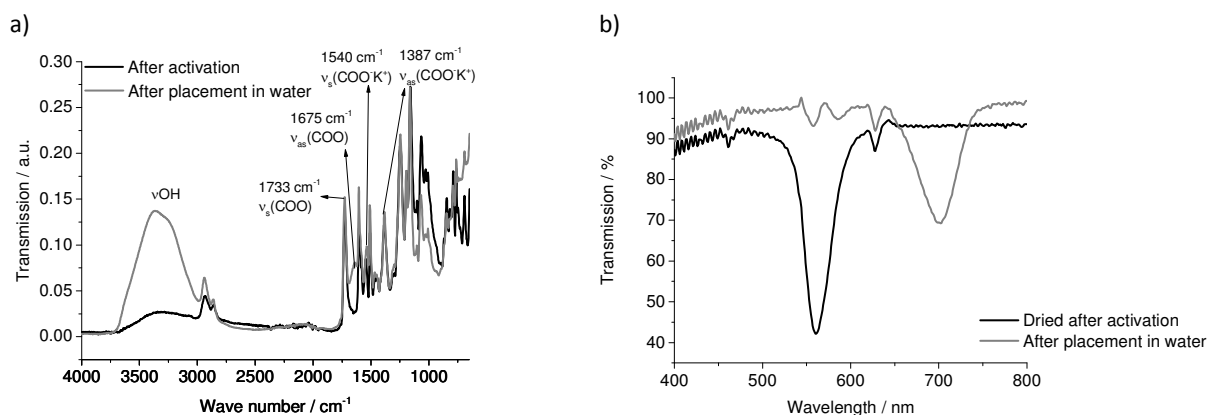 a)
0.30
0.25
0.20
0.15
0.10
0.05
0.00
Transmission / a.u.
After activation
After placement in water
1540 cm⁻¹
νₛ(COO⁻K⁺)
1387 cm⁻¹
νₐₛ(COO⁻K⁺)
1675 cm⁻¹
νₐₛ(COO)
1733 cm⁻¹
νₛ(COO)
νOH
4000 3500 3000 2500 2000 1500 1000
Wave number / cm⁻¹
b)
100
90
80
70
60
50
40
Transmission / %
Dried after activation
After placement in water
400 500 600 700 800
Wavelength / nm